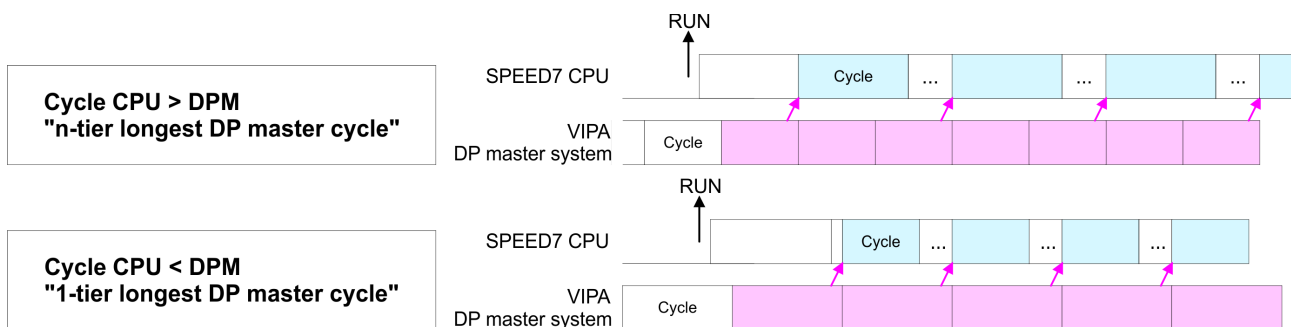 RUN
Cycle CPU > DPM
"n-tier longest DP master cycle"
SPEED7 CPU
Cycle ... ... ...
VIPA
DP master system
Cycle
RUN
Cycle CPU < DPM
"1-tier longest DP master cycle"
SPEED7 CPU
Cycle ... ... ...
VIPA
DP master system
Cycle